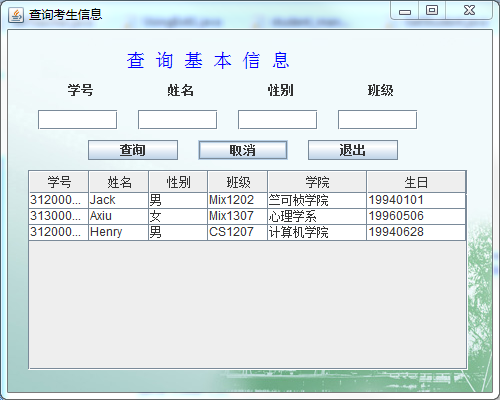 查询考生信息
查 询 基 本 信 息
学号 姓名 性别 班级
查询 取消 退出
学号 姓名 性别 班级 学院 生日
312000... Jack 男 Mix1202 竺可桢学院 19940101
313000... Axiu 女 Mix1307 心理学系 19960506
312000... Henry 男 CS1207 计算机学院 19940628